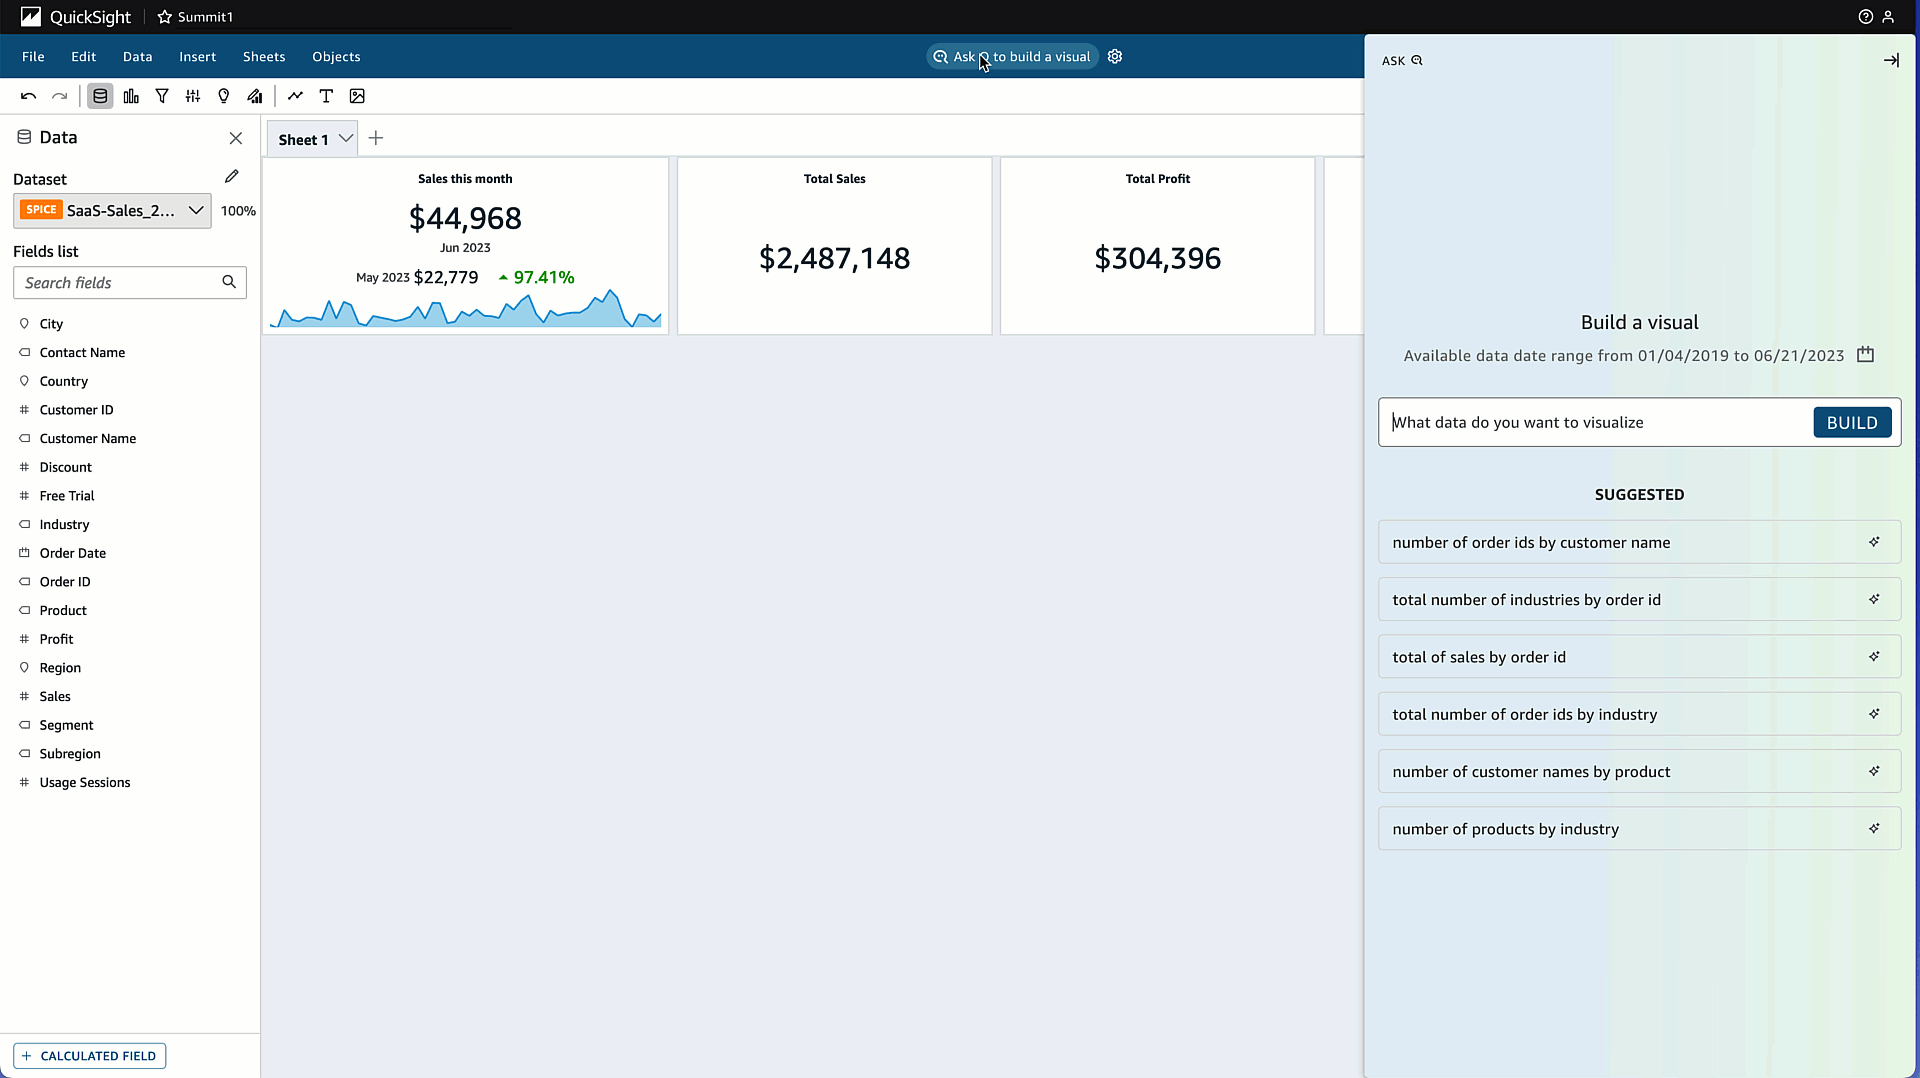 QuickSight
Summit1
File
Edit
Data
Insert
Sheets
Objects
Ask Q to build a visual
Data
Dataset
SPICE
SaaS-Sales_2...
100%
Fields list
Search fields
City
Contact Name
Country
Customer ID
Customer Name
Discount
Free Trial
Industry
Order Date
Order ID
Product
Profit
Region
Sales
Segment
Subregion
Usage Sessions
CALCULATED FIELD
Sheet 1
Sales this month
$44,968
Jun 2023
May 2023 $22,779 97.41%
Total Sales
$2,487,148
Total Profit
$304,396
ASK
Build a visual
Available data date range from 01/04/2019 to 06/21/2023
What data do you want to visualize
BUILD
SUGGESTED
number of order ids by customer name
total number of industries by order id
total of sales by order id
total number of order ids by industry
number of customer names by product
number of products by industry